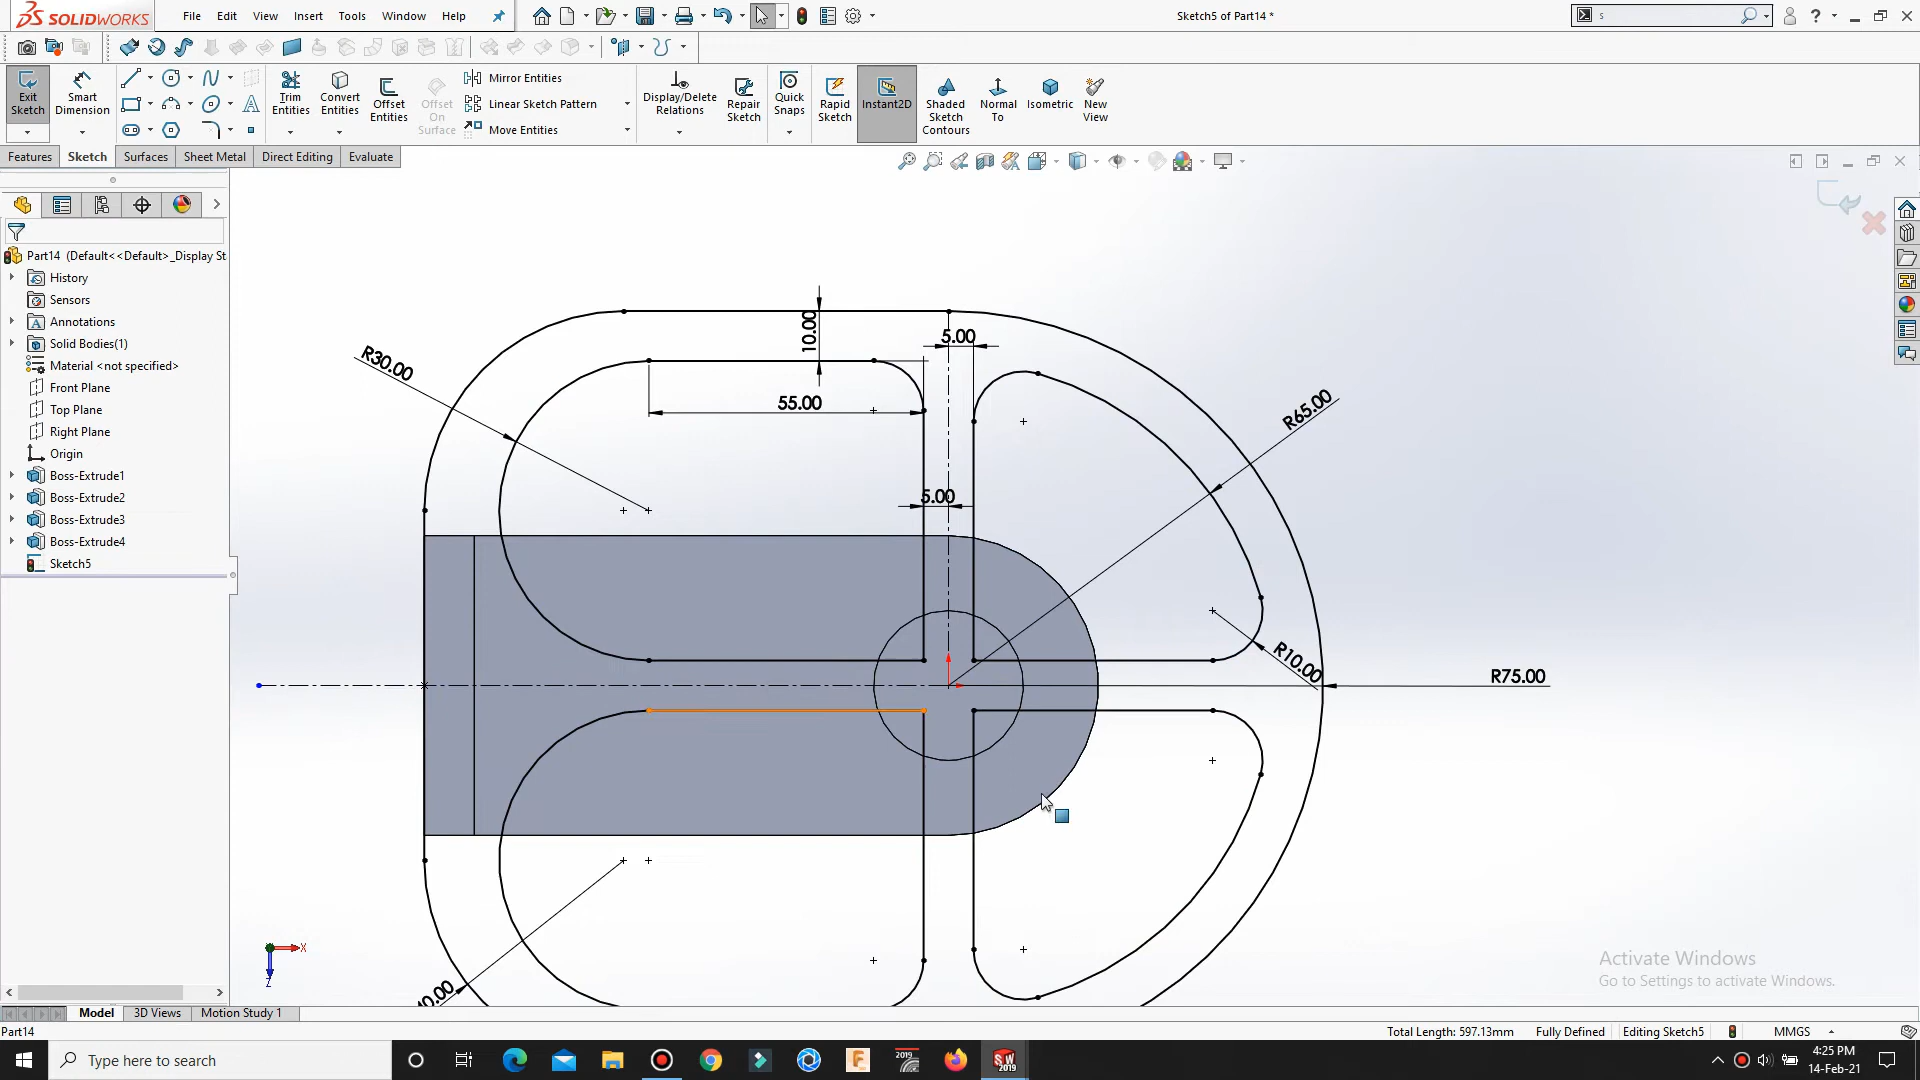 SOLIDWORKS
File Edit View Insert Tools Window Help
Sketch5 of Part14 *
s
Exit Sketch
Smart Dimension
Trim Entities
Convert Entities
Offset Entities
Offset On Surface
Mirror Entities
Linear Sketch Pattern
Move Entities
Display/Delete Relations
Repair Sketch
Quick Snaps
Rapid Sketch
Instant2D
Shaded Sketch Contours
Normal To
Isometric
New View
Features Sketch Surfaces Sheet Metal Direct Editing Evaluate
Part14 (Default<<Default>_Display St
History
Sensors
Annotations
Solid Bodies(1)
Material <not specified>
Front Plane
Top Plane
Right Plane
Origin
Boss-Extrude1
Boss-Extrude2
Boss-Extrude3
Boss-Extrude4
Sketch5
10.00
5.00
R30.00
55.00
R65.00
5.00
R10.00
R75.00
X
Z
Activate Windows
Go to Settings to activate Windows.
Model 3D Views Motion Study 1
Part14
Total Length: 597.13mm Fully Defined Editing Sketch5 MMGS
Type here to search
2019
SW
2019
4:25 PM
14-Feb-21